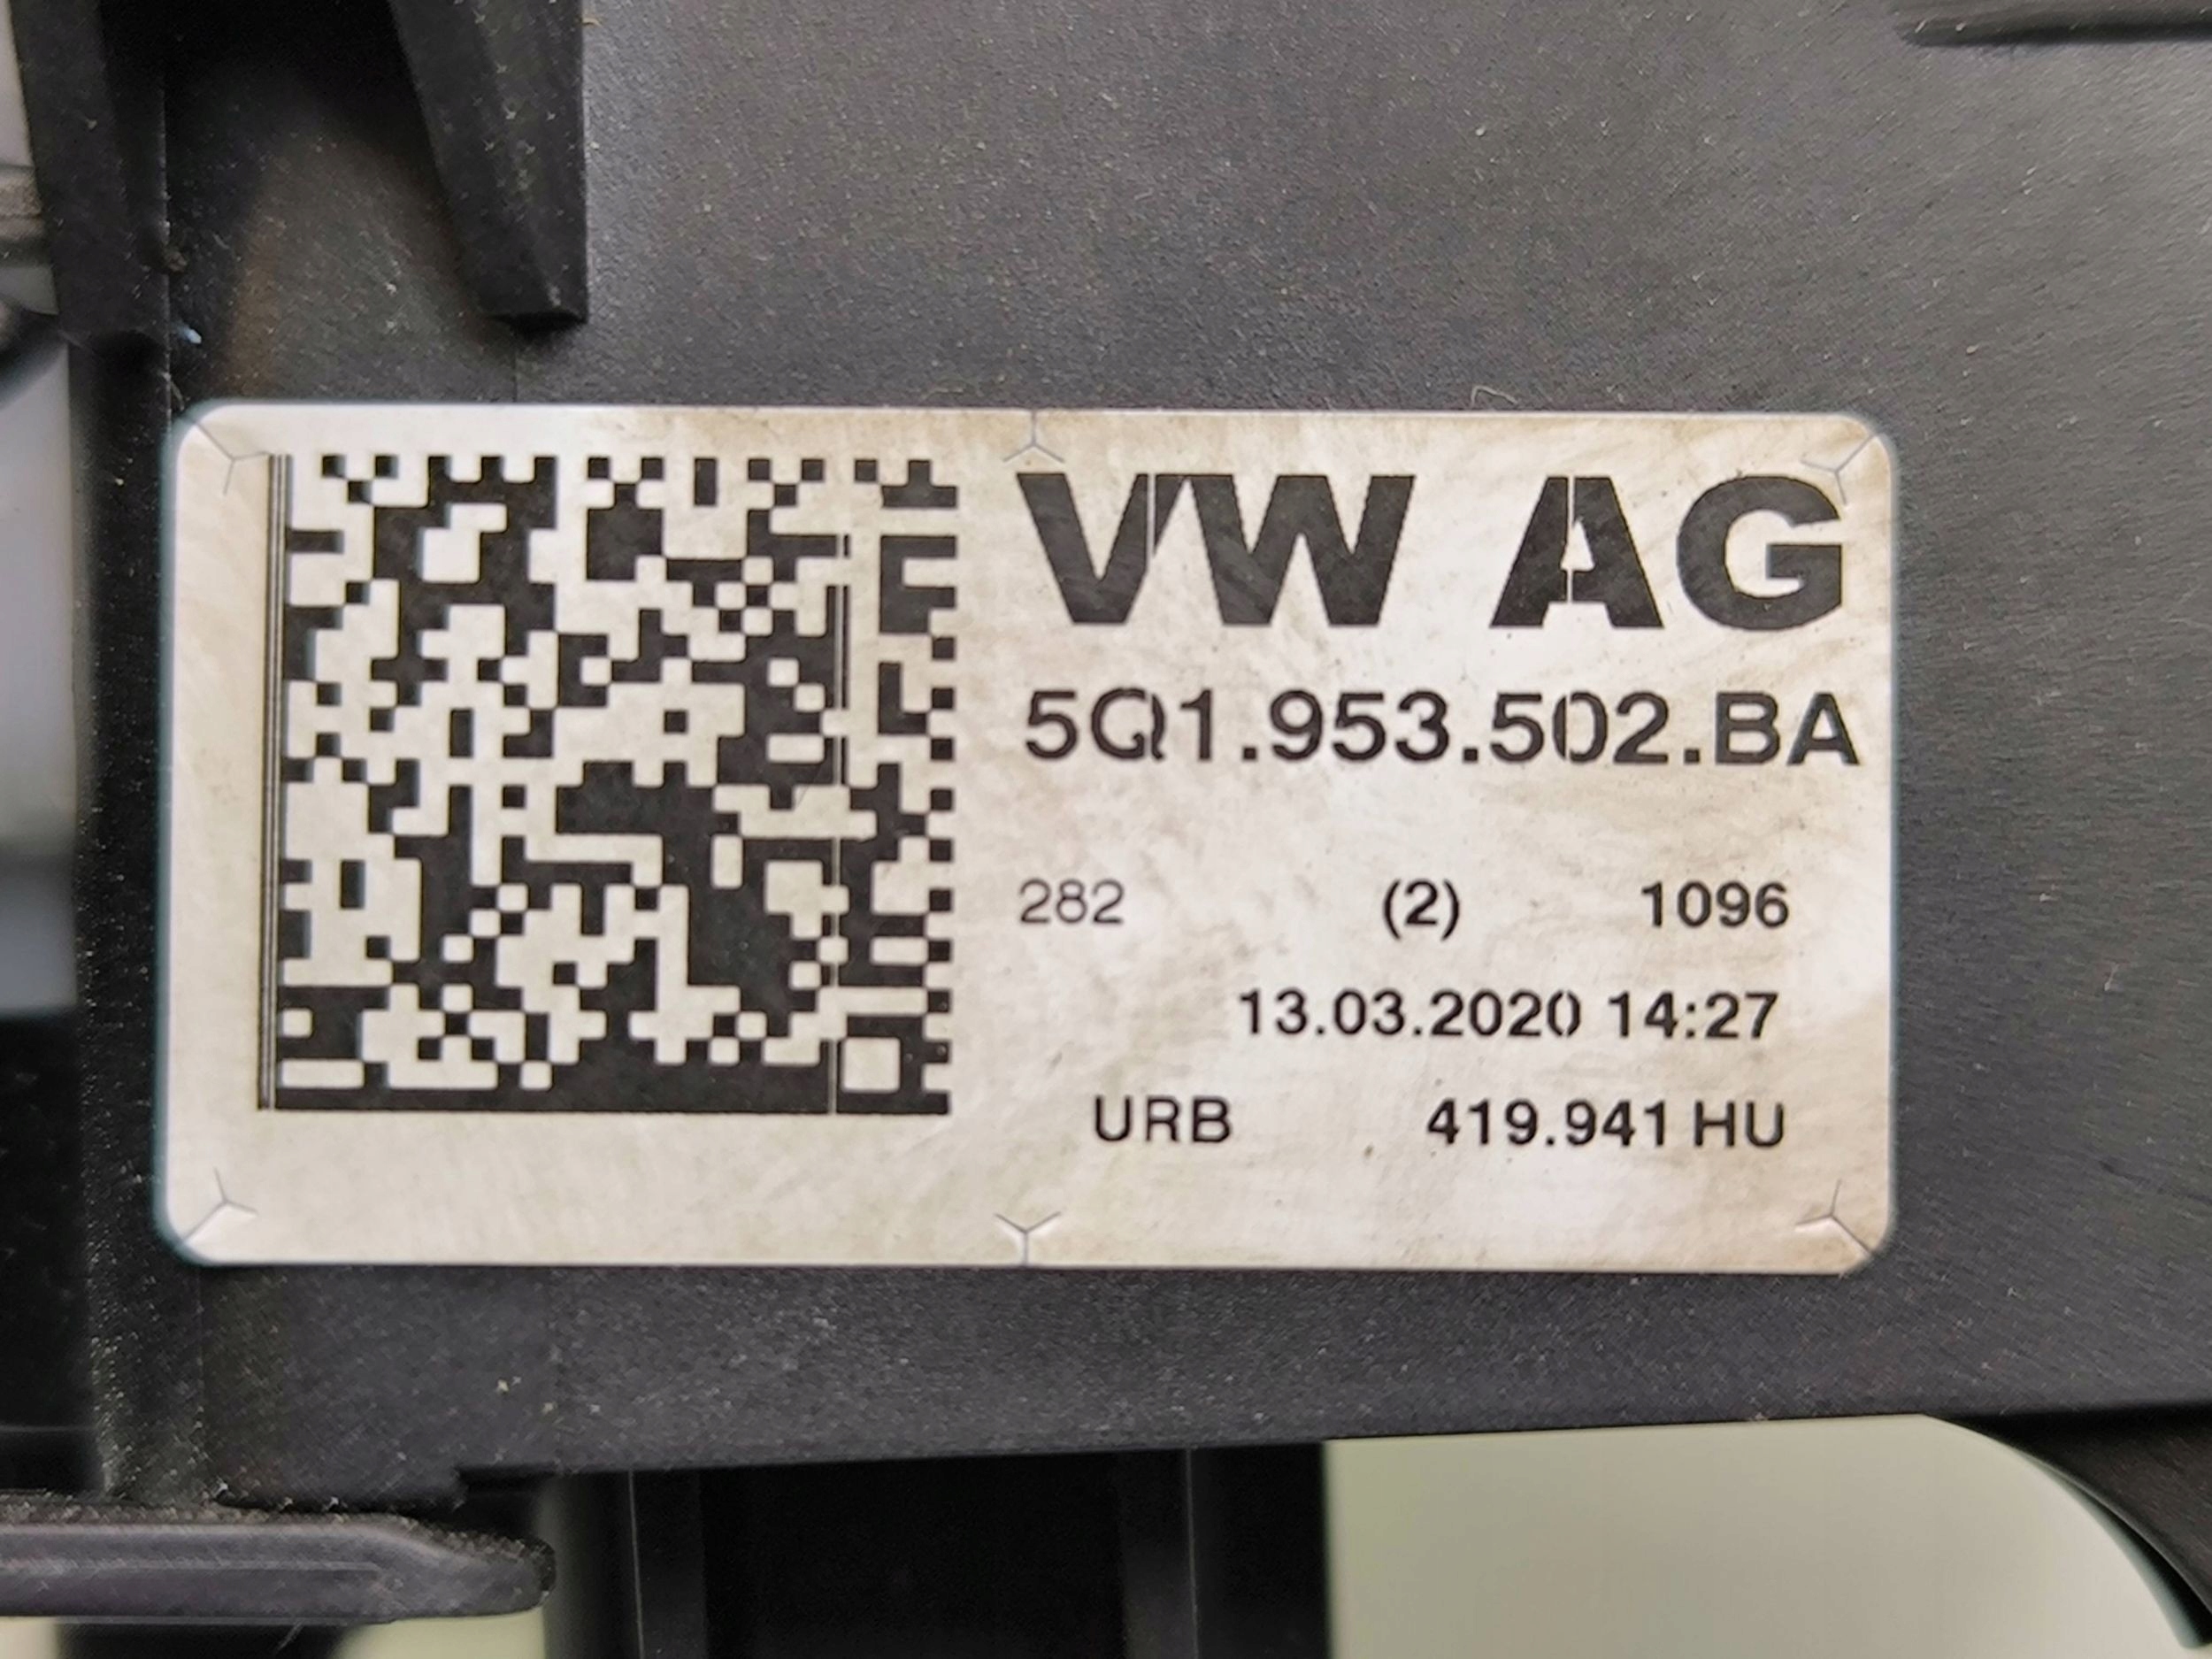 VW AG
5Q1.953.502.BA
282 (2) 1096
13.03.2020 14:27
URB 419.941 HU